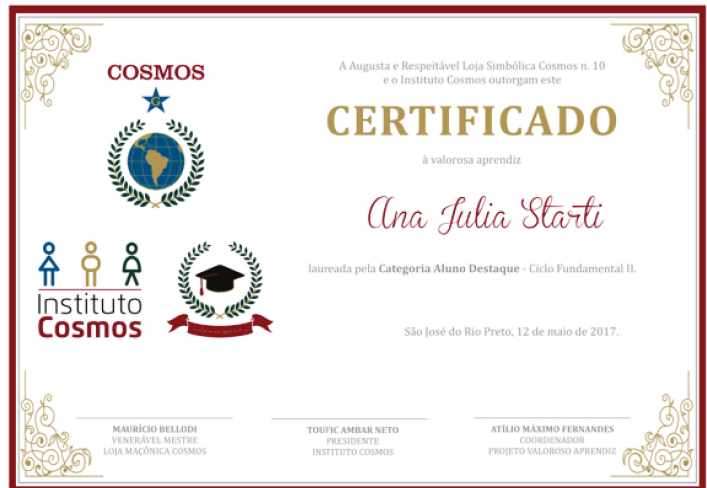 COSMOS
G
A Augusta e Respeitável Loja Simbólica Cosmos n. 10
e o Instituto Cosmos outorgam este
CERTIFICADO
à valorosa aprendiz
Ana Julia Starti
laureada pela Categoria Aluno Destaque - Ciclo Fundamental II.
Instituto
Cosmos
São José do Rio Preto, 12 de maio de 2017.
MAURÍCIO BELLODI
VENERÁVEL MESTRE
LOJA MAÇÔNICA COSMOS
TOUFIC AMBAR NETO
PRESIDENTE
INSTITUTO COSMOS
ATÍLIO MÁXIMO FERNANDES
COORDENADOR
PROJETO VALOROSO APRENDIZ